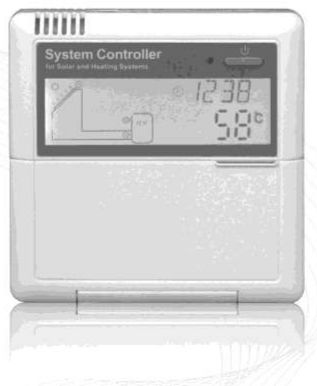 System Controller
for Solar and Heating Systems
1238
58°C